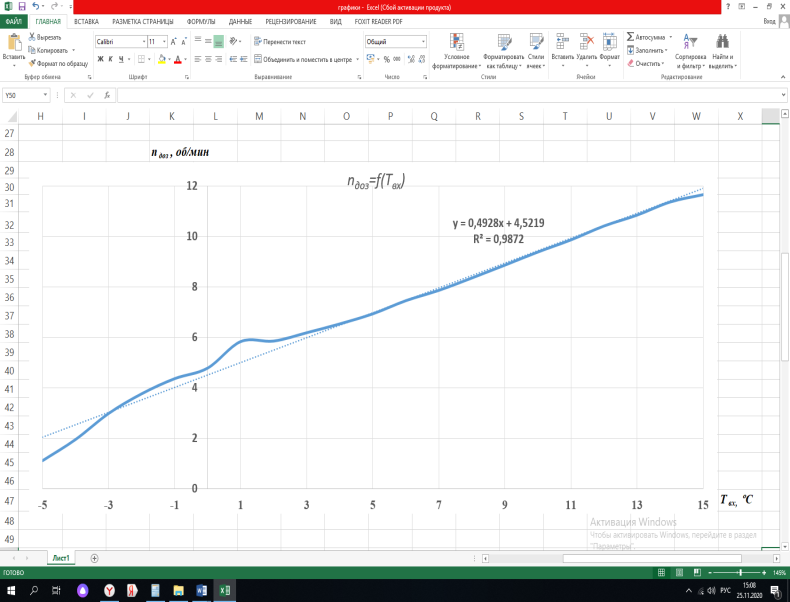 графики - Excel (Сбой активации продукта)
ФАЙЛ ГЛАВНАЯ ВСТАВКА РАЗМЕТКА СТРАНИЦЫ ФОРМУЛЫ ДАННЫЕ РЕЦЕНЗИРОВАНИЕ ВИД FOXIT READER PDF Вход
Вставить
Вырезать
Копировать
Формат по образцу
Буфер обмена
Calibri 11
Ж К Ч
Шрифт
Перенести текст
Объединить и поместить в центре
Выравнивание
Общий
% 000
Число
Условное форматирование
Форматировать как таблицу
Стили ячеек
Стили
Вставить Удалить Формат
Ячейки
Автосумма
Заполнить
Очистить
Сортировка и фильтр
Найти и выделить
Редактирование
Y50
H I J K L M N O P Q R S T U V W X
27
28
29
30
31
32
33
34
35
36
37
38
39
40
41
42
43
44
45
46
47
48
49
n доз , об/мин
nдоз=f(Tвх)
y = 0,4928x + 4,5219
R² = 0,9872
12
10
8
6
4
2
0
-5 -3 -1 1 3 5 7 9 11 13 15
T вх, ºC
Активация Windows
Чтобы активировать Windows, перейдите в раздел
"Параметры".
Лист1
ГОТОВО
145%
РУС
15:08
25.11.2020